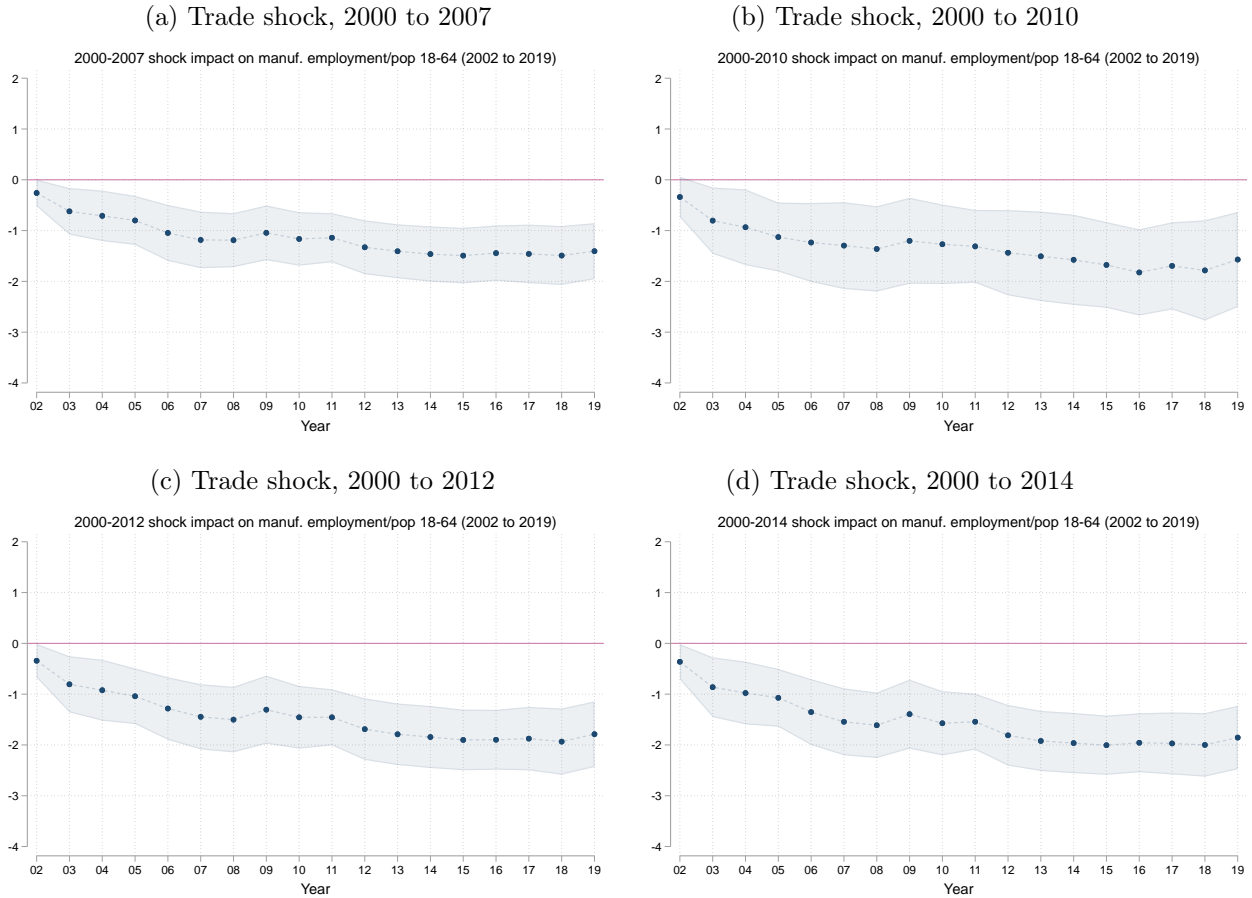 (a) Trade shock, 2000 to 2007
2000-2007 shock impact on manuf. employment/pop 18-64 (2002 to 2019)
2
1
0
-1
-2
-3
-4
02 03 04 05 06 07 08 09 10 11 12 13 14 15 16 17 18 19
Year
(b) Trade shock, 2000 to 2010
2000-2010 shock impact on manuf. employment/pop 18-64 (2002 to 2019)
2
1
0
-1
-2
-3
-4
02 03 04 05 06 07 08 09 10 11 12 13 14 15 16 17 18 19
Year
(c) Trade shock, 2000 to 2012
2000-2012 shock impact on manuf. employment/pop 18-64 (2002 to 2019)
2
1
0
-1
-2
-3
-4
02 03 04 05 06 07 08 09 10 11 12 13 14 15 16 17 18 19
Year
(d) Trade shock, 2000 to 2014
2000-2014 shock impact on manuf. employment/pop 18-64 (2002 to 2019)
2
1
0
-1
-2
-3
-4
02 03 04 05 06 07 08 09 10 11 12 13 14 15 16 17 18 19
Year